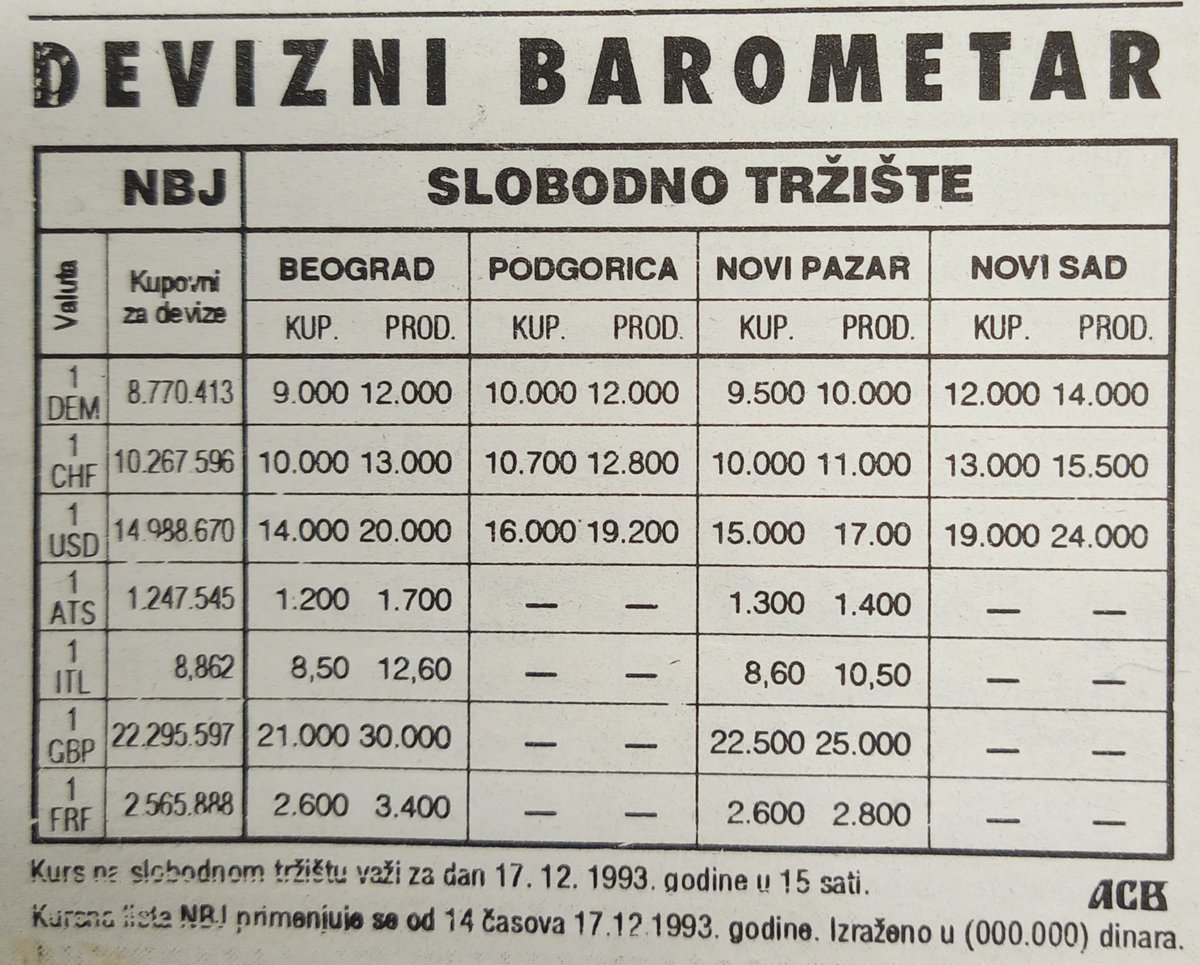 DEVIZNI BAROMETAR
NBJ SLOBODNO TRŽIŠTE
Valuta Kupovni za devize BEOGRAD PODGORICA NOVI PAZAR NOVI SAD
KUP. PROD. KUP. PROD. KUP. PROD. KUP. PROD.
1 DEM 8.770.413 9.000 12.000 10.000 12.000 9.500 10.000 12.000 14.000
1 CHF 10.267.596 10.000 13.000 10.700 12.800 10.000 11.000 13.000 15.500
1 USD 14.988.670 14.000 20.000 16.000 19.200 15.000 17.00 19.000 24.000
1 ATS 1.247.545 1.200 1.700 — — 1.300 1.400 — —
1 ITL 8,862 8,50 12,60 — — 8,60 10,50 — —
1 GBP 22.295.597 21.000 30.000 — — 22.500 25.000 — —
1 FRF 2.565.888 2.600 3.400 — — 2.600 2.800 — —
Kurs na slobodnom tržištu važi za dan 17. 12. 1993. godine u 15 sati.
ACB
Kursna lista NBJ primenjuje se od 14 časova 17.12.1993. godine. Izraženo u (000.000) dinara.